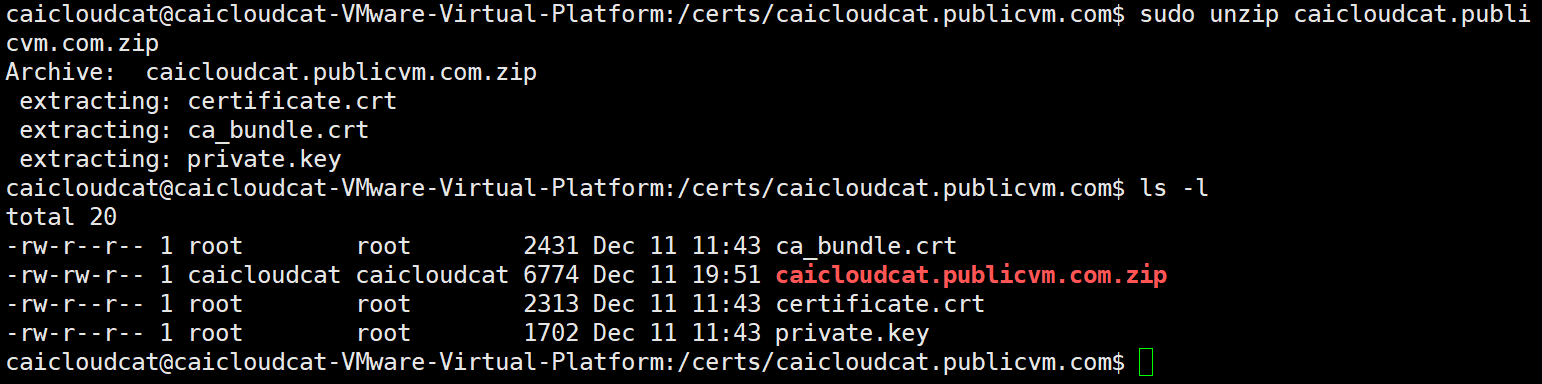 caicloudcat@caicloudcat-VMware-Virtual-Platform:/certs/caicloudcat.publicvm.com$ sudo unzip caicloudcat.publi
cvm.com.zip
Archive:  caicloudcat.publicvm.com.zip
 extracting: certificate.crt
 extracting: ca_bundle.crt
 extracting: private.key
caicloudcat@caicloudcat-VMware-Virtual-Platform:/certs/caicloudcat.publicvm.com$ ls -l
total 20
-rw-r--r-- 1 root        root        2431 Dec 11 11:43 ca_bundle.crt
-rw-rw-r-- 1 caicloudcat caicloudcat 6774 Dec 11 19:51 caicloudcat.publicvm.com.zip
-rw-r--r-- 1 root        root        2313 Dec 11 11:43 certificate.crt
-rw-r--r-- 1 root        root        1702 Dec 11 11:43 private.key
caicloudcat@caicloudcat-VMware-Virtual-Platform:/certs/caicloudcat.publicvm.com$